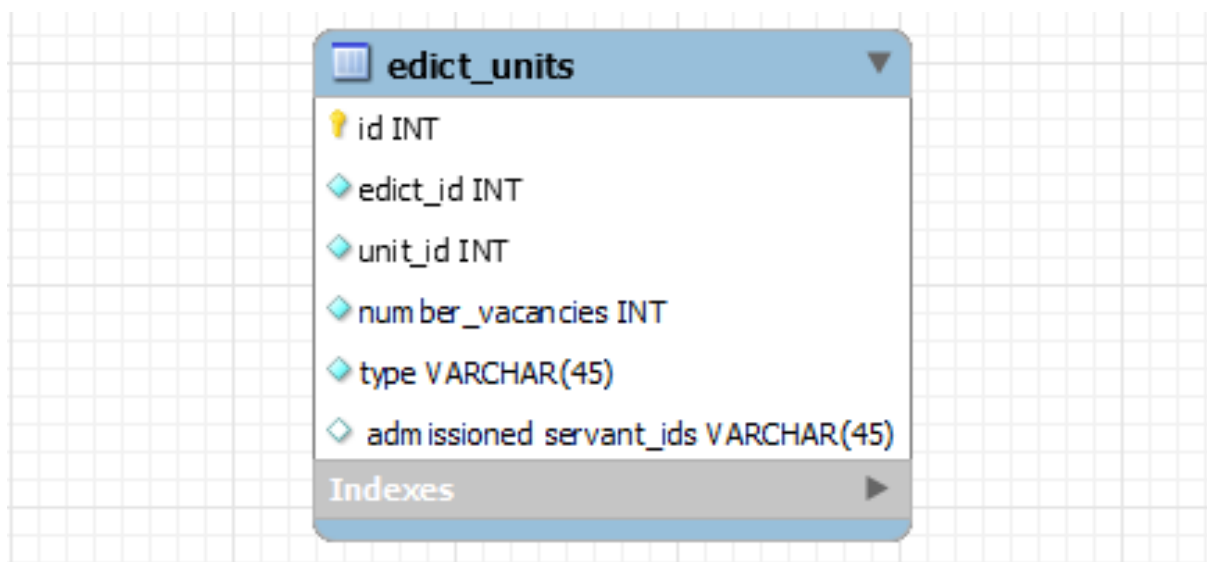 edict_units
id INT
edict_id INT
unit_id INT
number_vacancies INT
type VARCHAR(45)
admissioned servant_ids VARCHAR(45)
Indexes